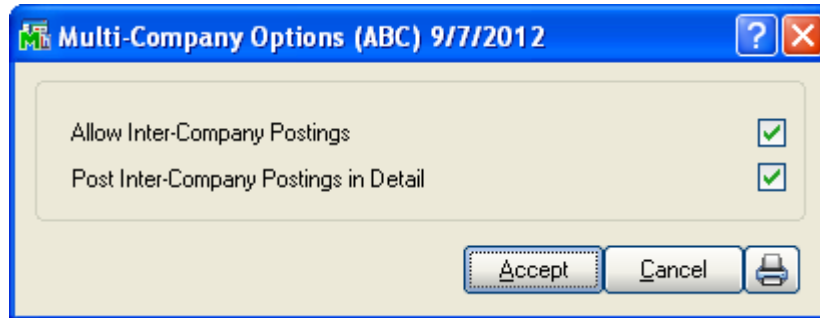 Multi-Company Options (ABC) 9/7/2012
Allow Inter-Company Postings
Post Inter-Company Postings in Detail
Accept Cancel